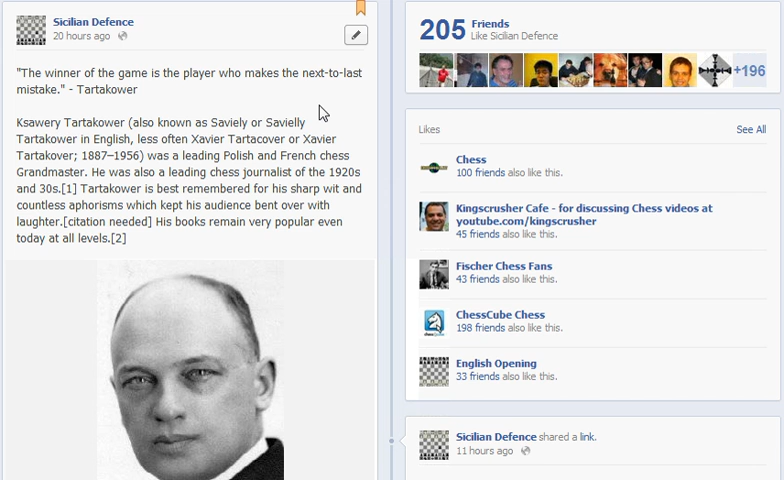 Sicilian Defence
20 hours ago
"The winner of the game is the player who makes the next-to-last
mistake." - Tartakower
Ksawery Tartakower (also known as Saviely or Savielly
Tartakower in English, less often Xavier Tartacover or Xavier
Tartakover; 1887–1956) was a leading Polish and French chess
Grandmaster. He was also a leading chess journalist of the 1920s
and 30s.[1] Tartakower is best remembered for his sharp wit and
countless aphorisms which kept his audience bent over with
laughter.[citation needed] His books remain very popular even
today at all levels.[2]
205 Friends
Like Sicilian Defence
+196
Likes See All
Chess
100 friends also like this.
Kingscrusher Cafe - for discussing Chess videos at
youtube.com/kingscrusher
45 friends also like this.
Fischer Chess Fans
43 friends also like this.
ChessCube Chess
198 friends also like this.
English Opening
33 friends also like this.
Sicilian Defence shared a link.
11 hours ago